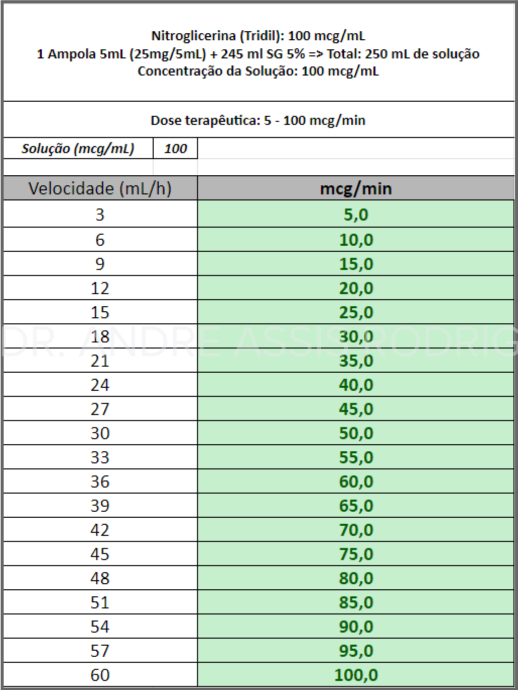 Nitroglicerina (Tridil): 100 mcg/mL
1 Ampola 5mL (25mg/5mL) + 245 ml SG 5% => Total: 250 mL de solução
Concentração da Solução: 100 mcg/mL
Dose terapêutica: 5 - 100 mcg/min
Solução (mcg/mL) 100
Velocidade (mL/h) mcg/min
3 5,0
6 10,0
9 15,0
12 20,0
15 25,0
18 30,0
DR. ANDRE ASSIS RODRIG
21 35,0
24 40,0
27 45,0
30 50,0
33 55,0
36 60,0
39 65,0
42 70,0
45 75,0
48 80,0
51 85,0
54 90,0
57 95,0
60 100,0